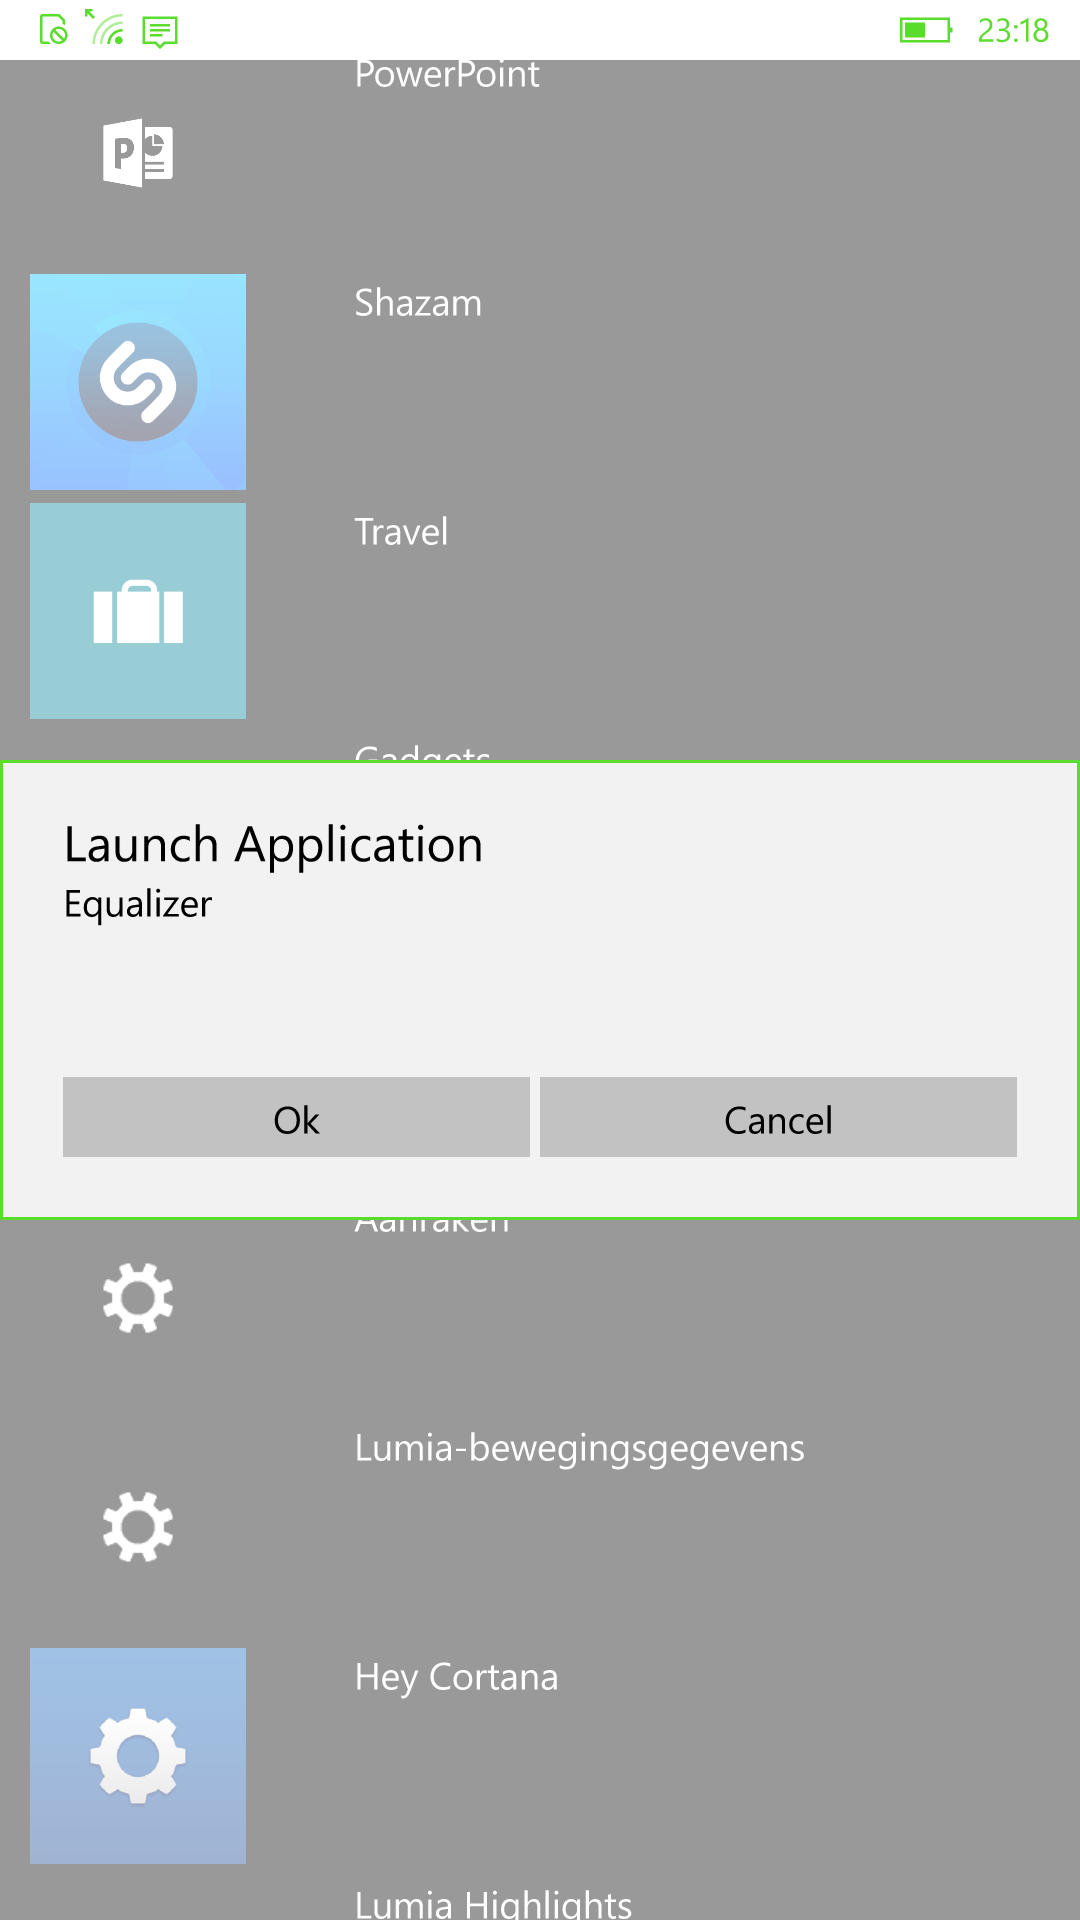 23:18
PowerPoint
P
Shazam
Travel
Gadgets
Launch Application
Equalizer
Ok
Cancel
Aanraken
Lumia-bewegingsgegevens
Hey Cortana
Lumia Highlights